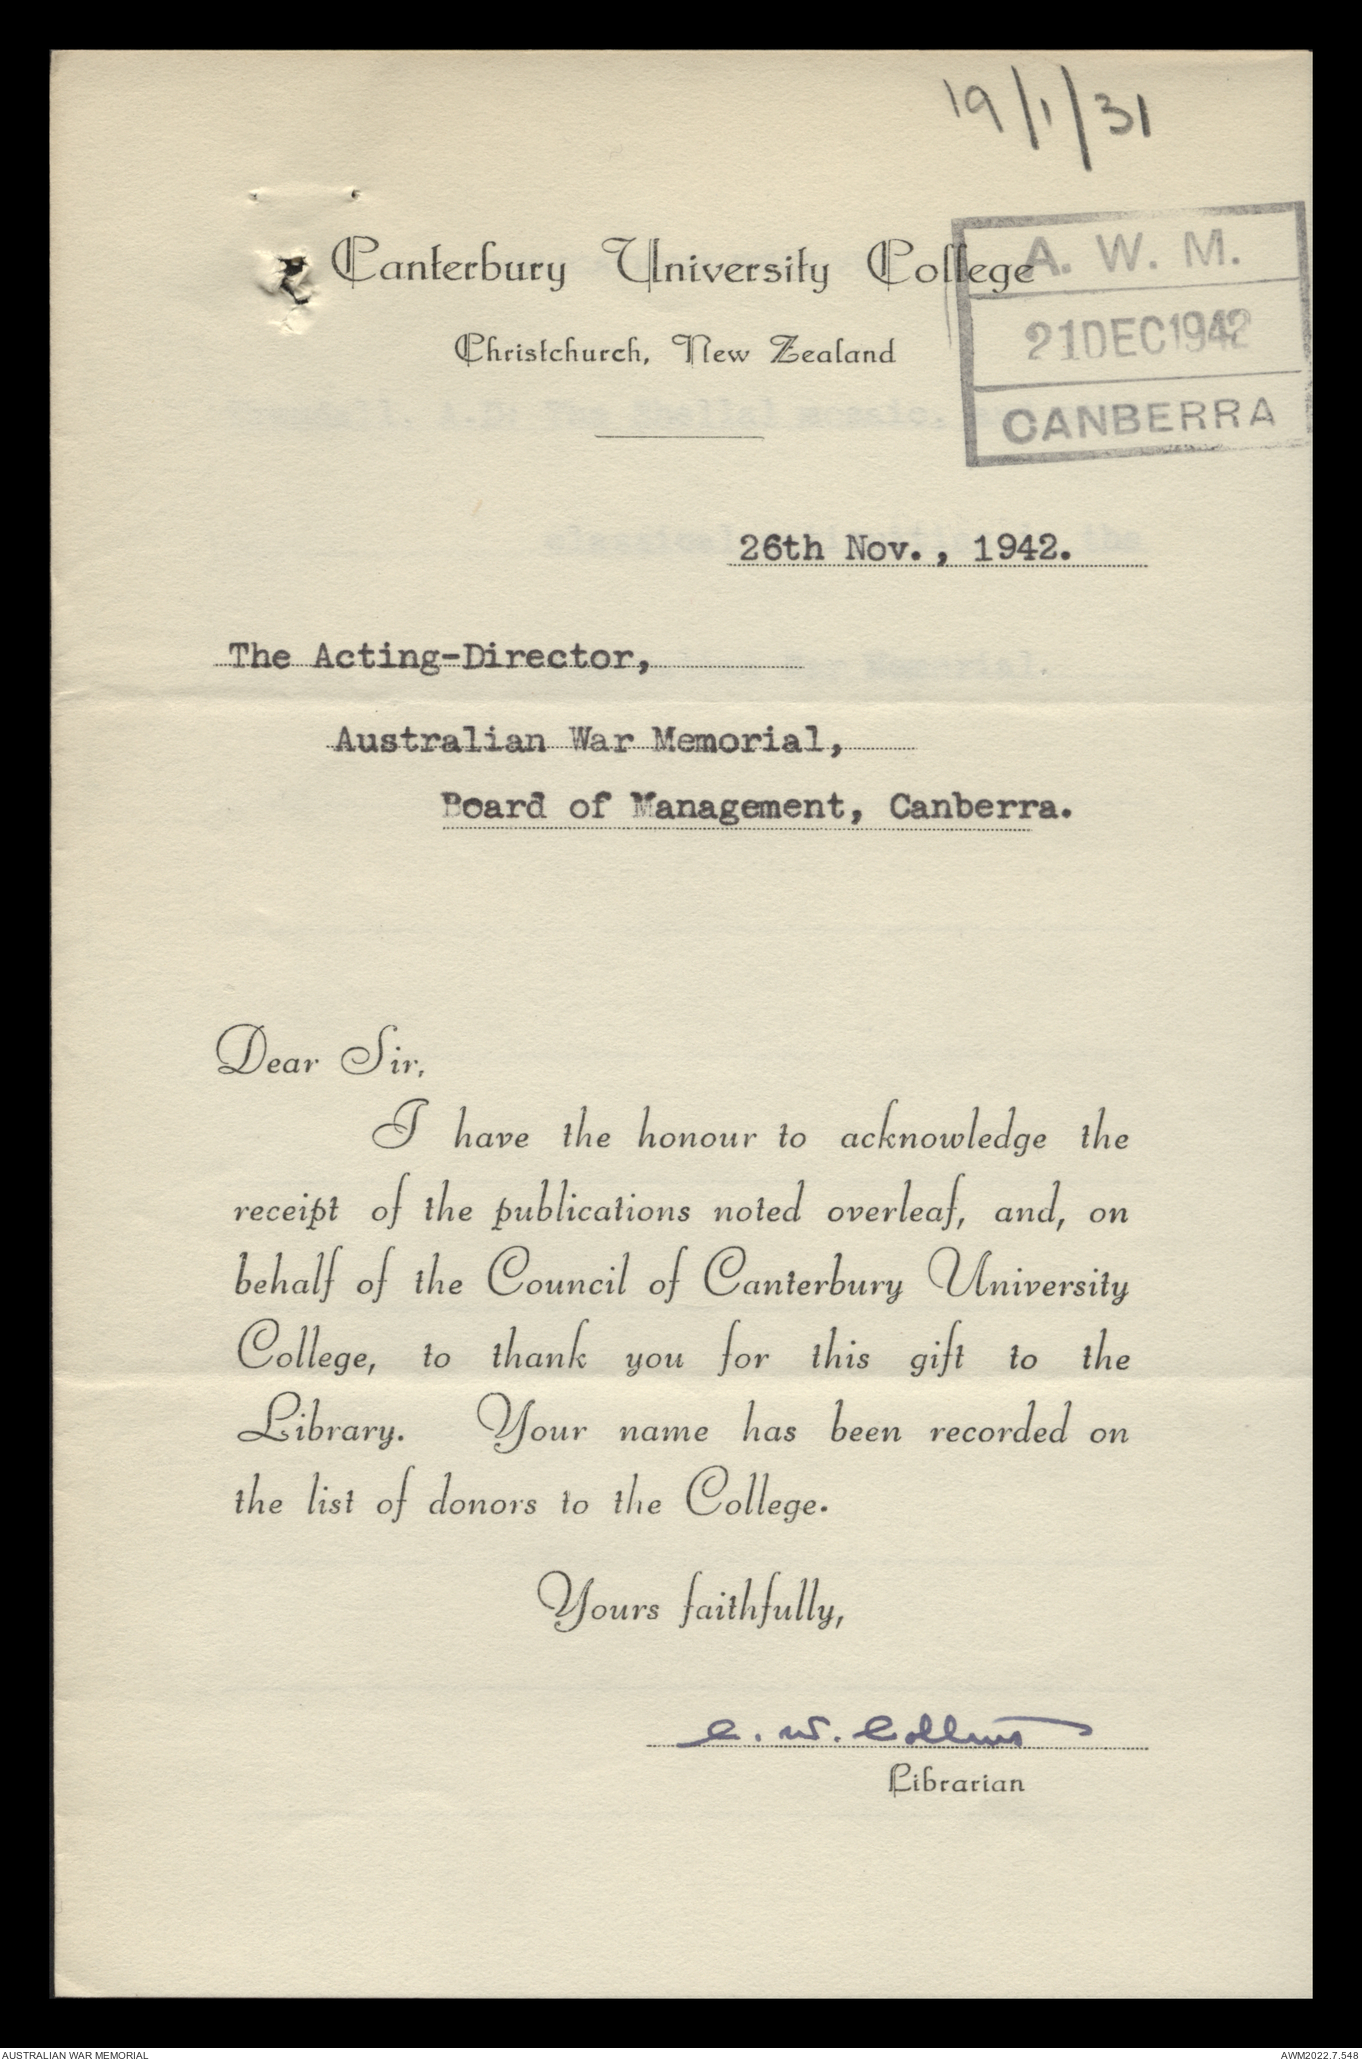 19/1/31
Canterbury University College
Christchurch, New Zealand
A. W. M.
21DEC1942
CANBERRA
26th Nov., 1942.
The Acting-Director,
Australian War Memorial,
Board of Management, Canberra.
Dear Sir,
I have the honour to acknowledge the
receipt of the publications noted overleaf, and, on
behalf of the Council of Canterbury University
College, to thank you for this gift to the
Library. Your name has been recorded on
the list of donors to the College.
Yours faithfully,
C. W. Collins
Librarian
AUSTRALIAN WAR MEMORIAL
AWM2022.7.548